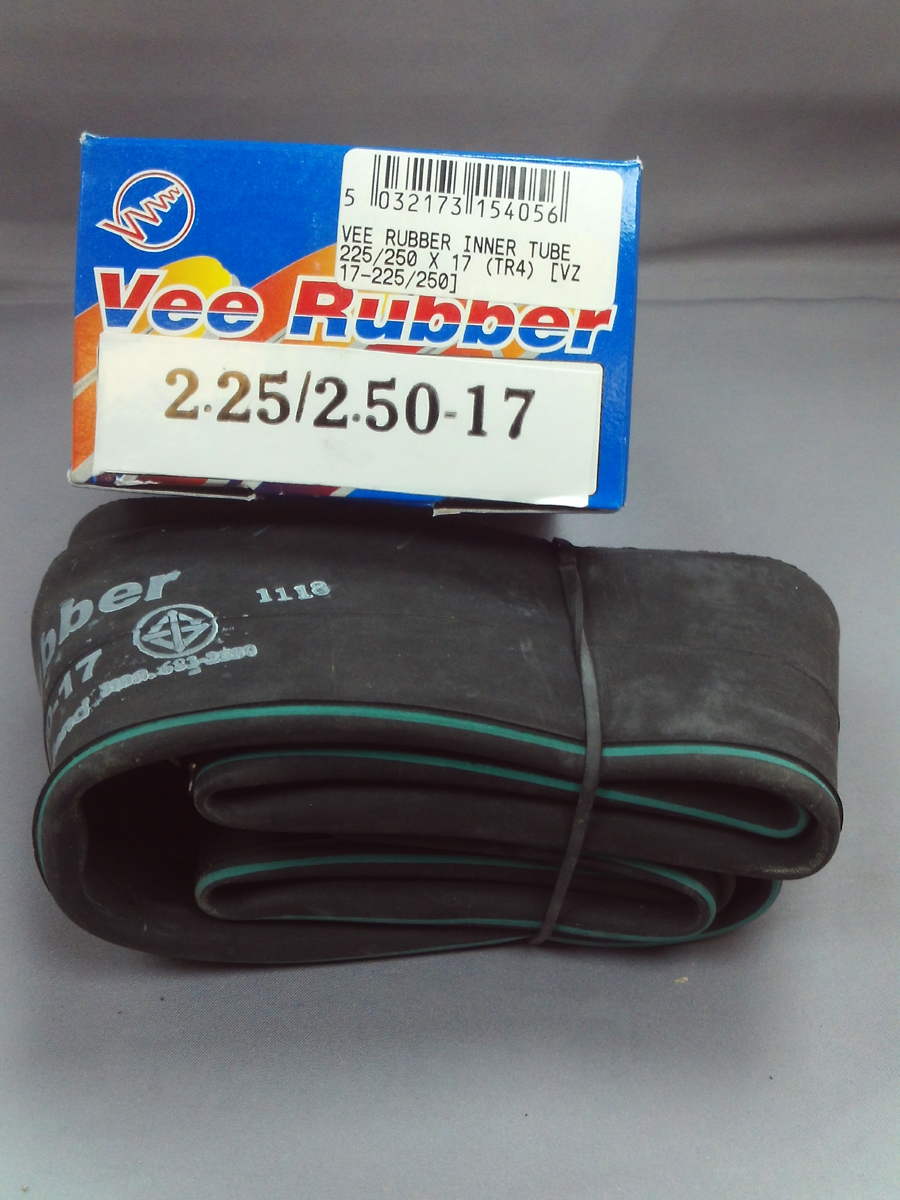 5 032173 154056
VEE RUBBER INNER TUBE
225/250 X 17 (TR4) [VZ
17-225/250]
Vee Rubber
2.25/2.50-17
bber
1118
-17